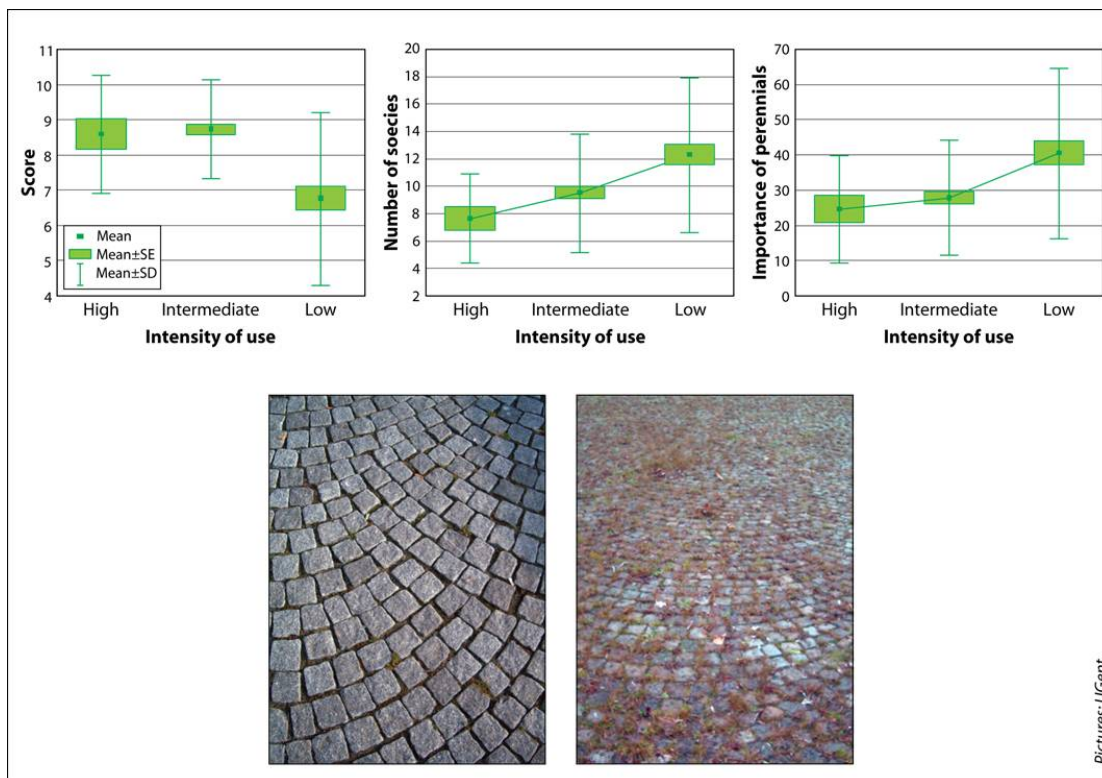 11
10
9
8
7
6
5
4
Score
Mean
Mean±SE
Mean±SD
High Intermediate Low
Intensity of use
20
18
16
14
12
10
8
6
4
2
Number of soecies
High Intermediate Low
Intensity of use
70
60
50
40
30
20
10
0
Importance of perennials
High Intermediate Low
Intensity of use
Pictures: UGent